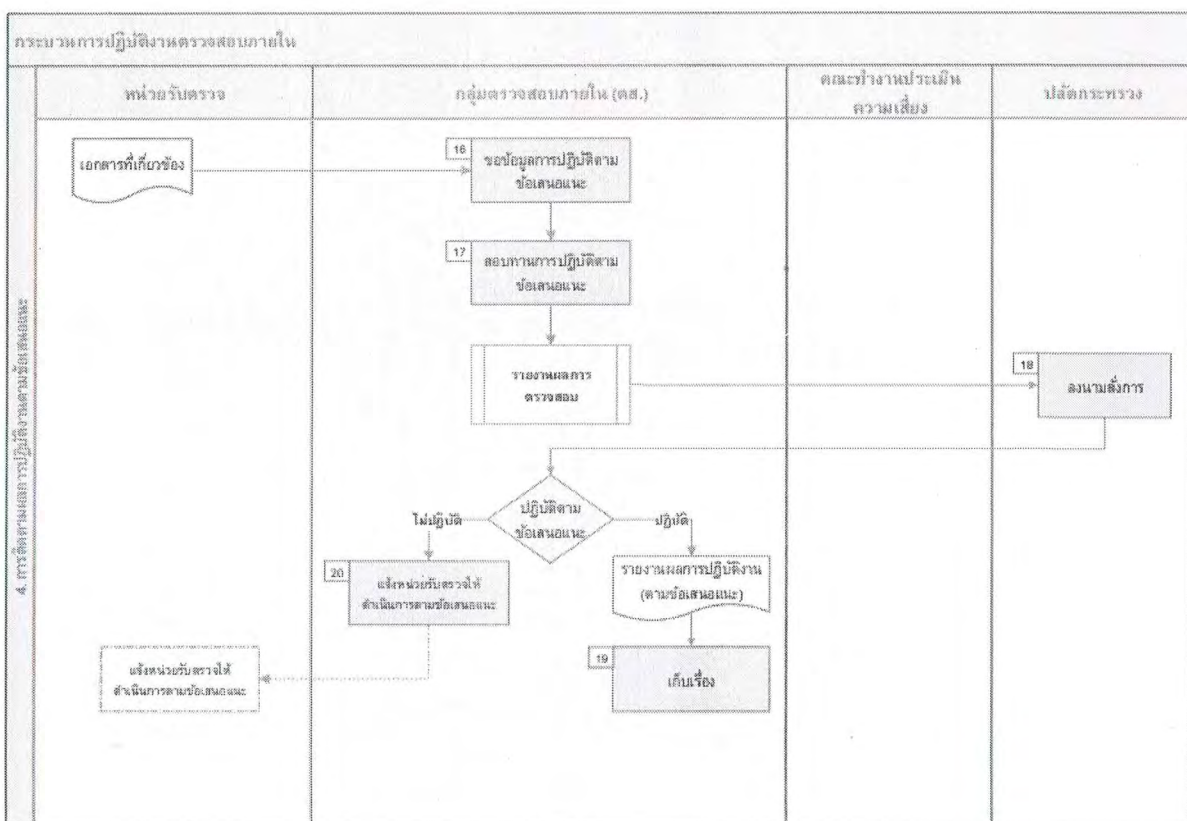 กระบวนการปฏิบัติงานตรวจสอบภายใน
หน่วยรับตรวจ
กลุ่มตรวจสอบภายใน (ตส.)
คณะทำงานประเมิน
ความเสี่ยง
ปลัดกระทรวง
4. การติดตามผลการปฏิบัติงานตามข้อเสนอแนะ
เอกสารที่เกี่ยวข้อง
16
ขอข้อมูลการปฏิบัติตาม
ข้อเสนอแนะ
17
สอบทานการปฏิบัติตาม
ข้อเสนอแนะ
รายงานผลการ
ตรวจสอบ
18
ลงนามสั่งการ
ปฏิบัติตาม
ข้อเสนอแนะ
ไม่ปฏิบัติ
ปฏิบัติ
20
แจ้งหน่วยรับตรวจให้
ดำเนินการตามข้อเสนอแนะ
รายงานผลการปฏิบัติงาน
(ตามข้อเสนอแนะ)
แจ้งหน่วยรับตรวจให้
ดำเนินการตามข้อเสนอแนะ
19
เก็บเรื่อง